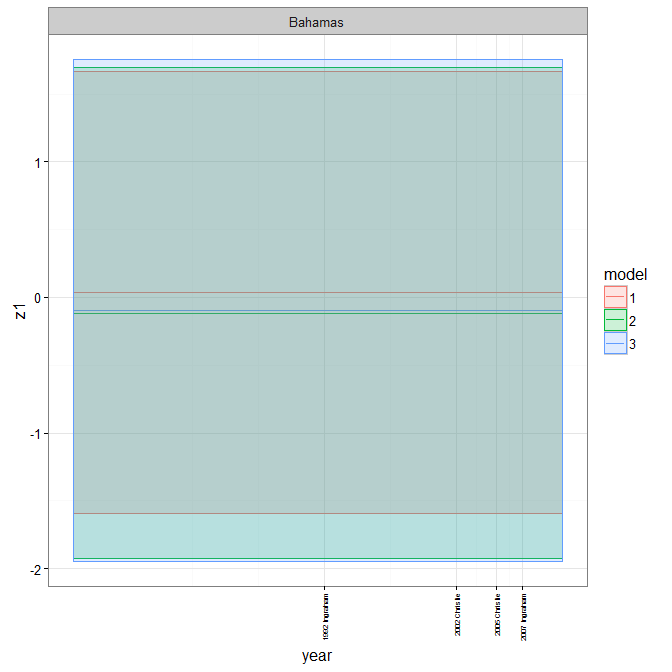 Bahamas
1
0
-1
-2
z1
1992 Ingraham
2002 Christie
2005 Christie
2007 Ingraham
year
model
1
2
3